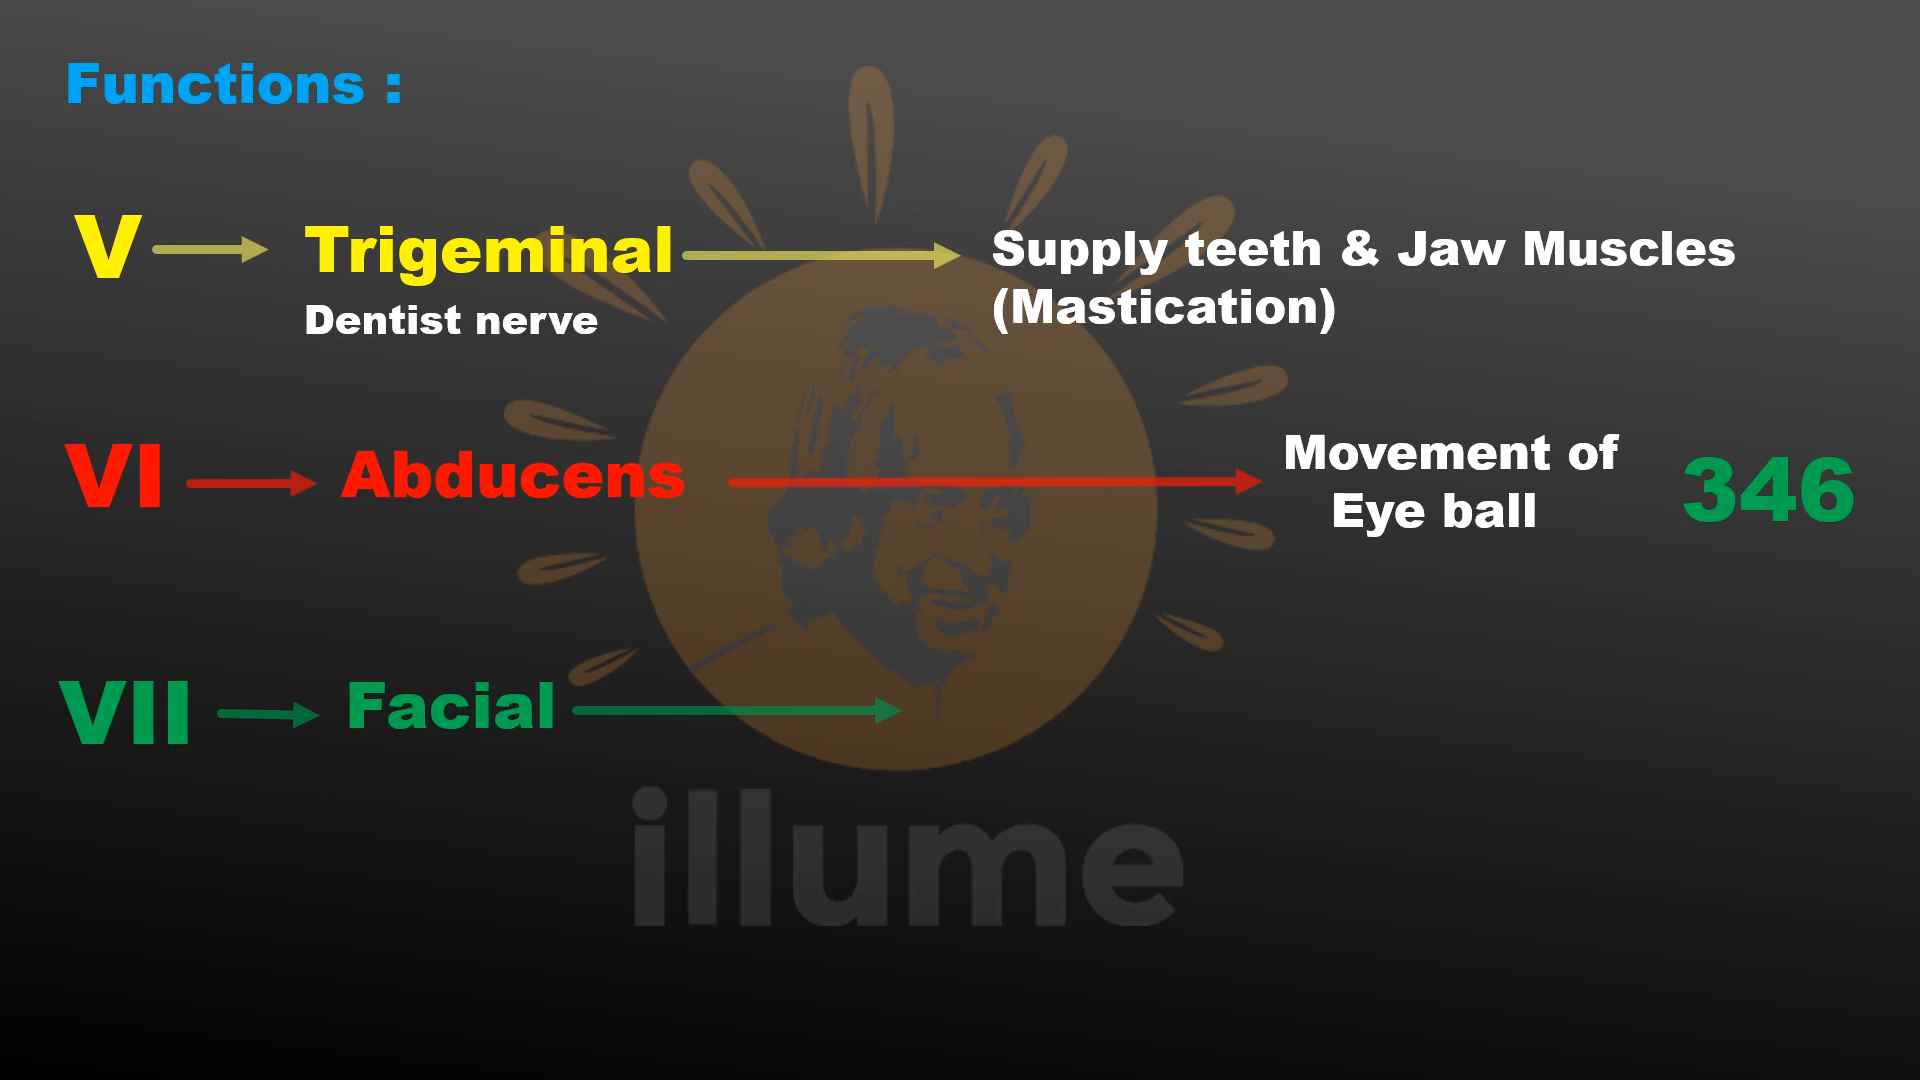 Functions :
V Trigeminal Supply teeth & Jaw Muscles
Dentist nerve (Mastication)
VI Abducens Movement of
Eye ball 346
VII Facial
illume